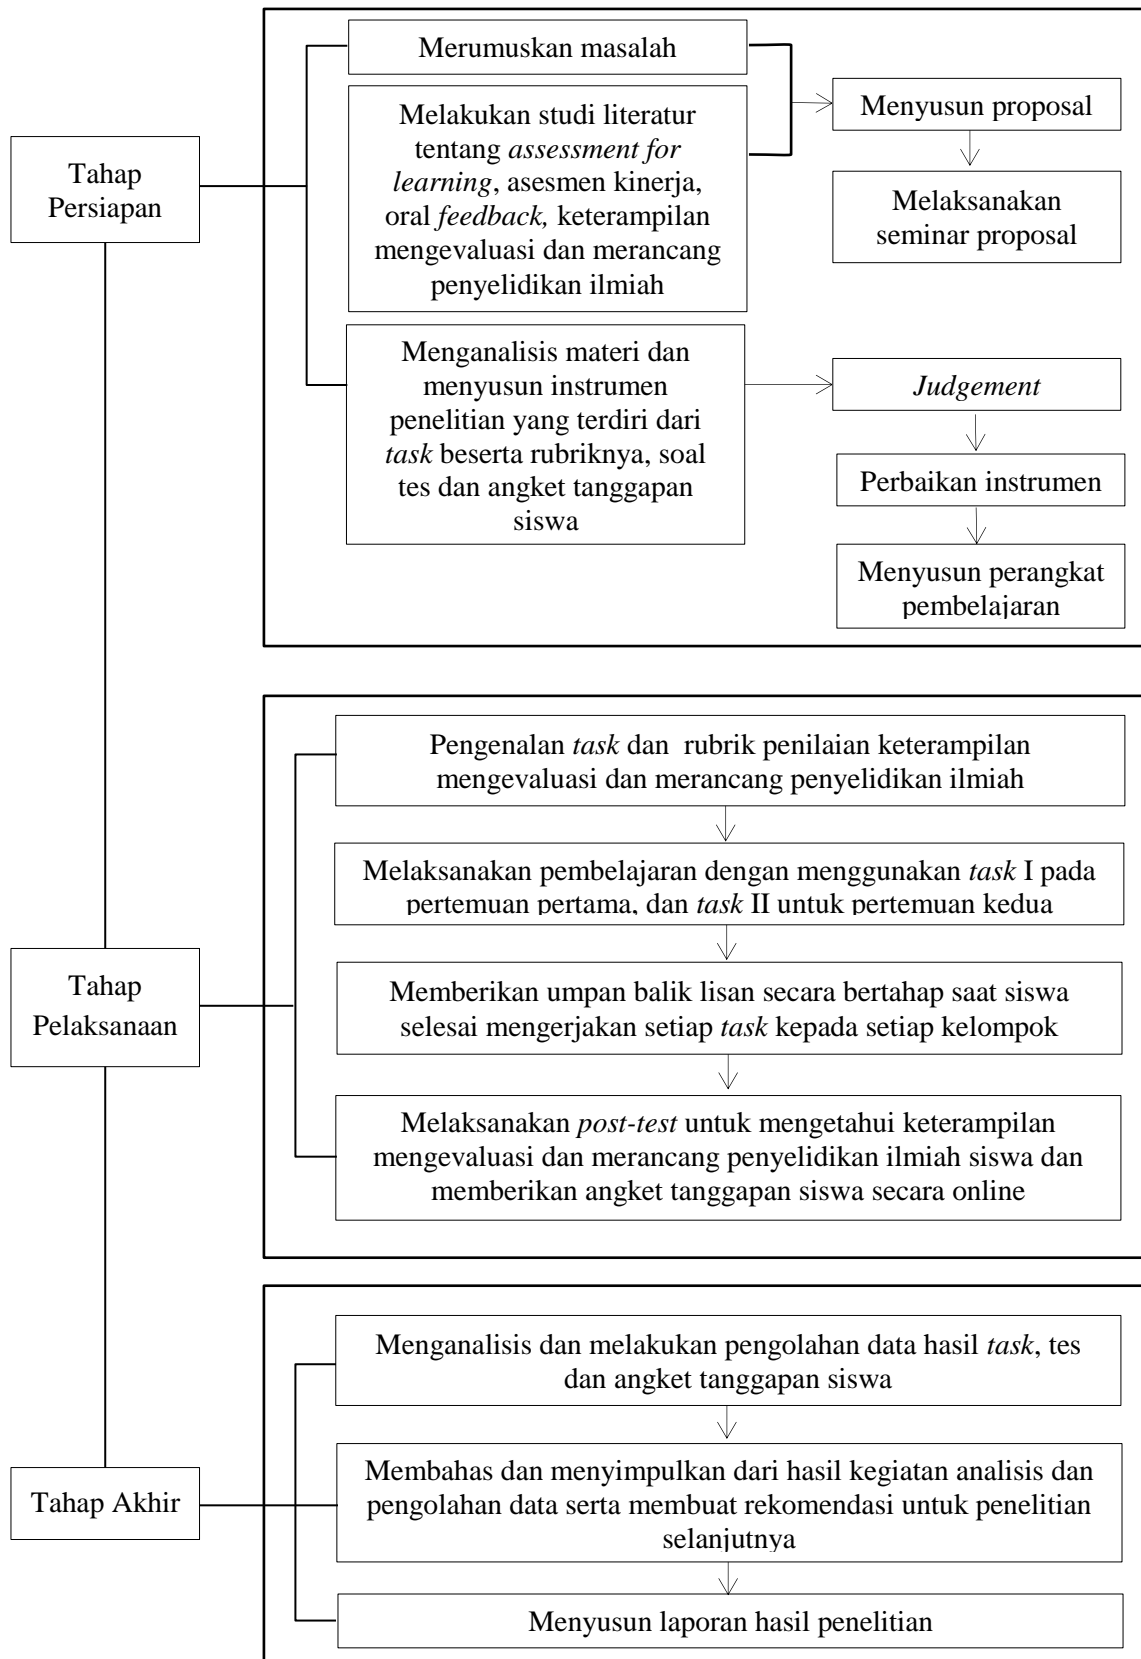 Merumuskan masalah
Melakukan studi literatur
tentang assessment for
learning, asesmen kinerja,
oral feedback, keterampilan
mengevaluasi dan merancang
penyelidikan ilmiah
Menyusun proposal
Melaksanakan
seminar proposal
Tahap
Persiapan
Menganalisis materi dan
menyusun instrumen
penelitian yang terdiri dari
task beserta rubriknya, soal
tes dan angket tanggapan
siswa
Judgement
Perbaikan instrumen
Menyusun perangkat
pembelajaran
Pengenalan task dan  rubrik penilaian keterampilan
mengevaluasi dan merancang penyelidikan ilmiah
Melaksanakan pembelajaran dengan menggunakan task I pada
pertemuan pertama, dan task II untuk pertemuan kedua
Tahap
Pelaksanaan
Memberikan umpan balik lisan secara bertahap saat siswa
selesai mengerjakan setiap task kepada setiap kelompok
Melaksanakan post-test untuk mengetahui keterampilan
mengevaluasi dan merancang penyelidikan ilmiah siswa dan
memberikan angket tanggapan siswa secara online
Menganalisis dan melakukan pengolahan data hasil task, tes
dan angket tanggapan siswa
Tahap Akhir
Membahas dan menyimpulkan dari hasil kegiatan analisis dan
pengolahan data serta membuat rekomendasi untuk penelitian
selanjutnya
Menyusun laporan hasil penelitian